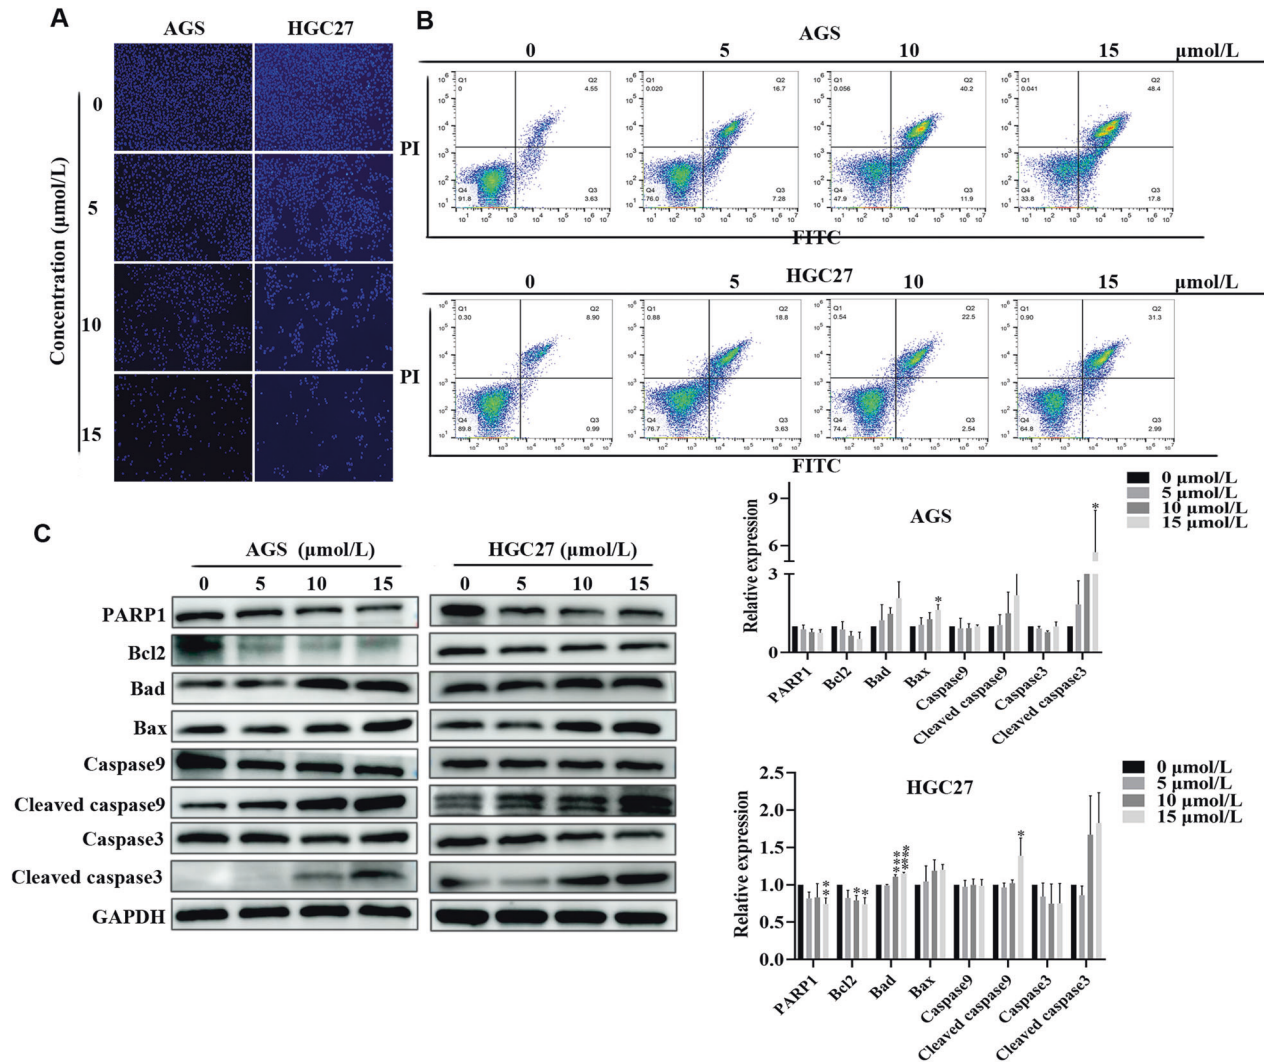 A
AGS HGC27
Concentration (μmol/L)
0
5
10
15
B
AGS
0 5 10 15 μmol/L
PI
Q1 0 Q2 4.55 Q4 91.8 Q3 3.63
Q1 0.020 Q2 16.7 Q4 76.0 Q3 7.28
Q1 0.056 Q2 40.2 Q4 47.9 Q3 11.9
Q1 0.041 Q2 48.4 Q4 33.8 Q3 17.8
FITC
HGC27
0 5 10 15 μmol/L
PI
Q1 0.30 Q2 8.90 Q4 89.8 Q3 0.99
Q1 0.88 Q2 18.8 Q4 76.7 Q3 3.63
Q1 0.54 Q2 22.5 Q4 74.4 Q3 2.54
Q1 0.90 Q2 31.3 Q4 64.8 Q3 2.99
FITC
C
AGS (μmol/L) HGC27 (μmol/L)
0 5 10 15 0 5 10 15
PARP1
Bcl2
Bad
Bax
Caspase9
Cleaved caspase9
Caspase3
Cleaved caspase3
GAPDH
AGS
0 μmol/L
5 μmol/L
10 μmol/L
15 μmol/L
Relative expression
9
6
3
0
*
*
PARP1 Bcl2 Bad Bax Caspase9 Cleaved caspase9 Caspase3 Cleaved caspase3
HGC27
0 μmol/L
5 μmol/L
10 μmol/L
15 μmol/L
Relative expression
2.5
2.0
1.5
1.0
0.5
0.0
** * * *** **** *
PARP1 Bcl2 Bad Bax Caspase9 Cleaved caspase9 Caspase3 Cleaved caspase3